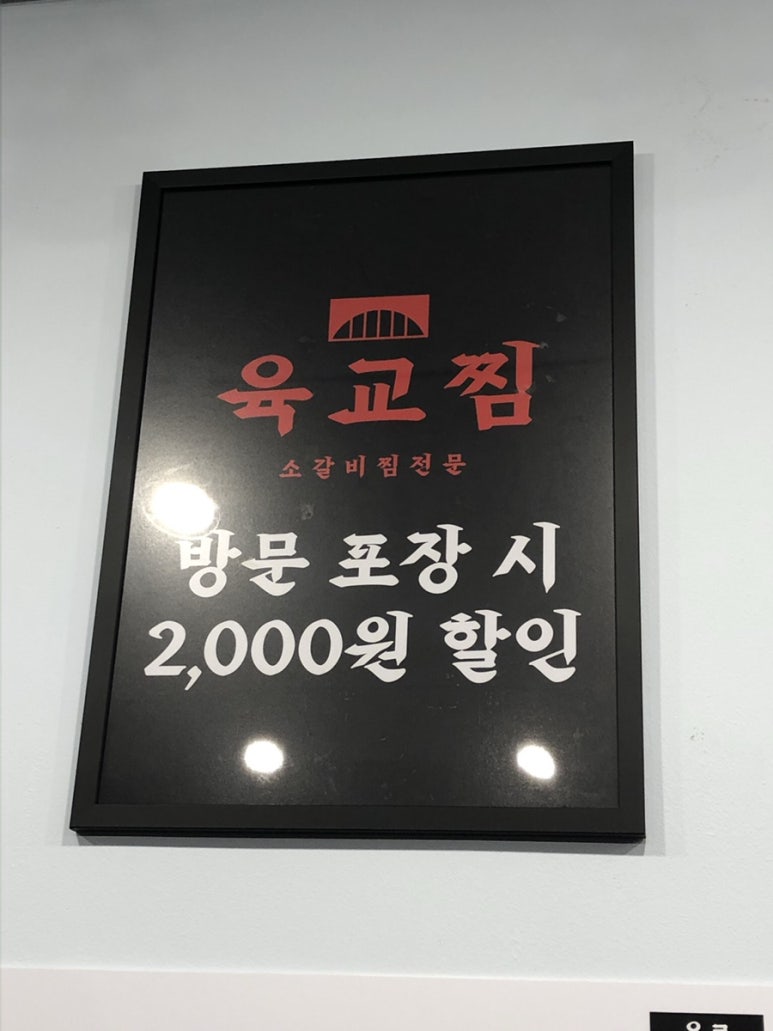 육교찜
소갈비찜전문
방문 포장 시
2,000원 할인